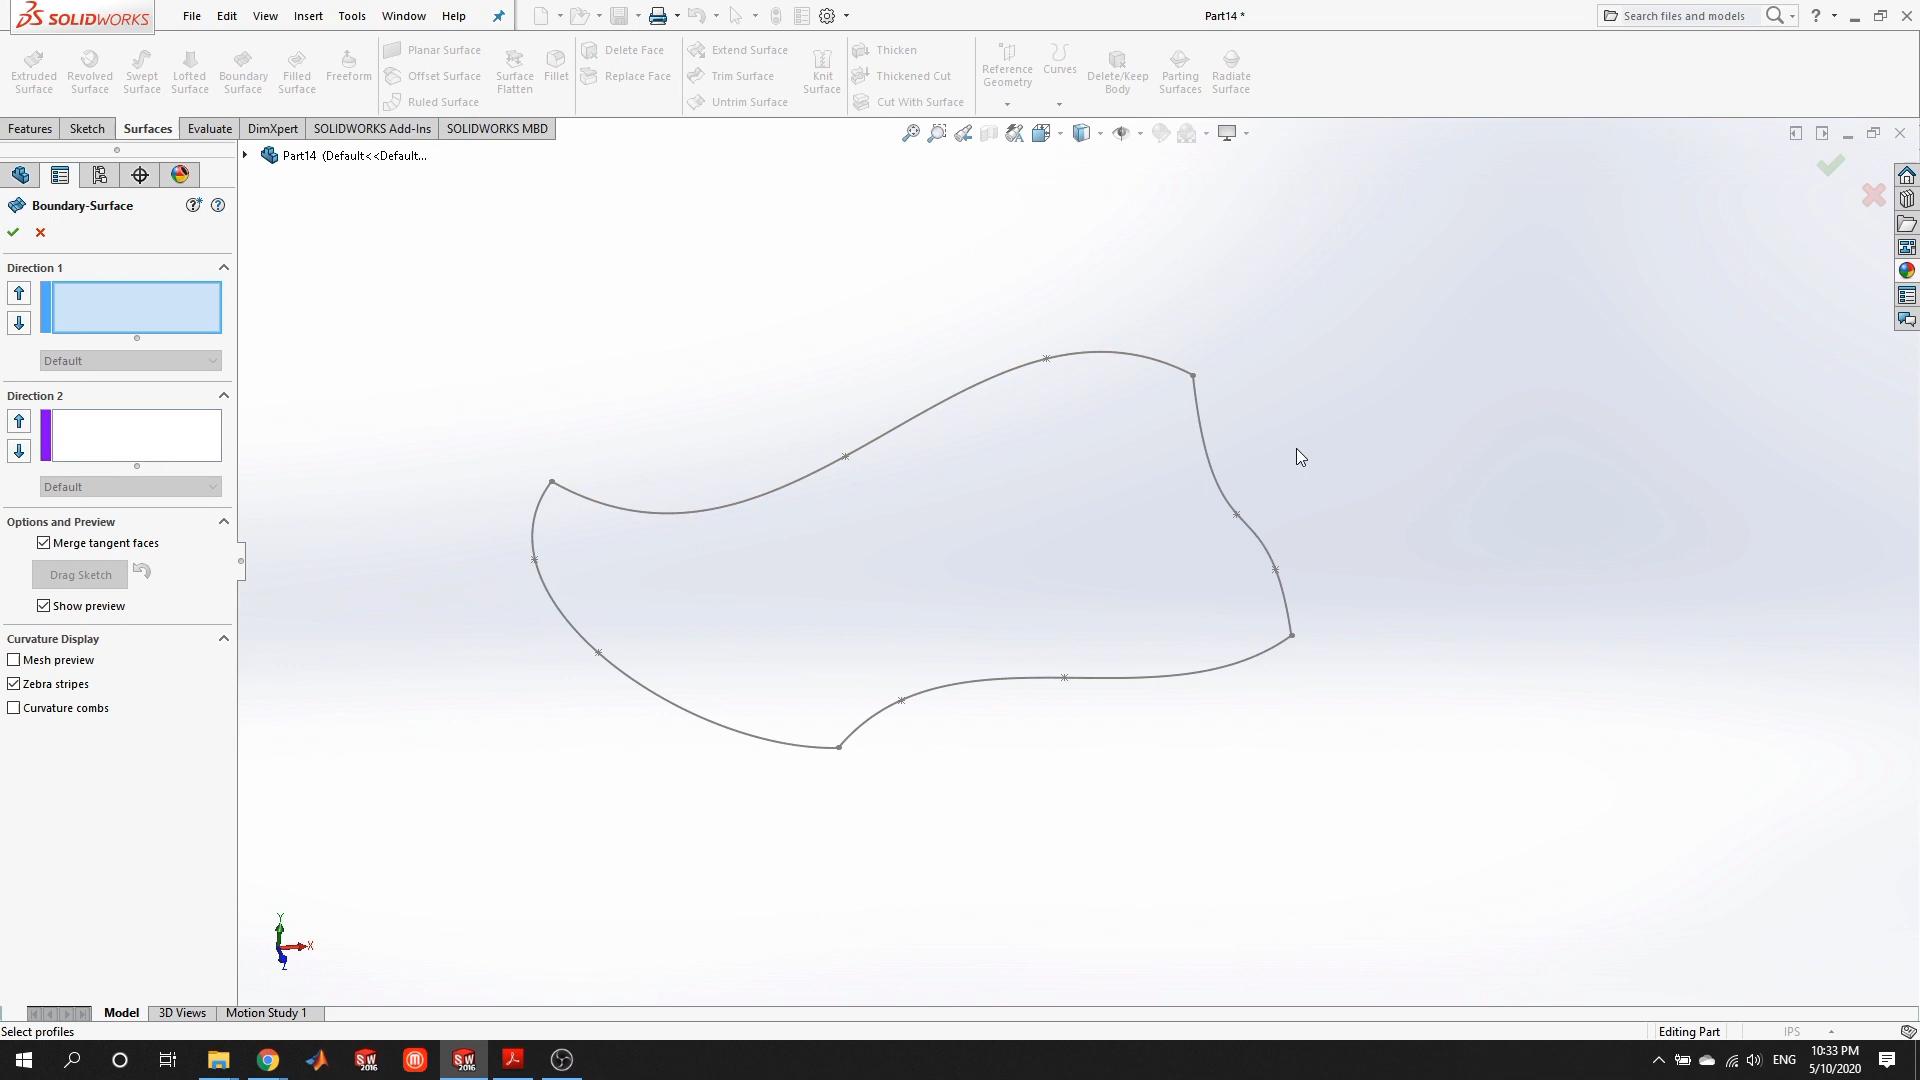 SOLIDWORKS
File Edit View Insert Tools Window Help
Part14 *
Search files and models
Extruded Surface
Revolved Surface
Swept Surface
Lofted Surface
Boundary Surface
Filled Surface
Freeform
Planar Surface
Offset Surface
Ruled Surface
Surface Flatten
Fillet
Delete Face
Replace Face
Extend Surface
Trim Surface
Untrim Surface
Knit Surface
Thicken
Thickened Cut
Cut With Surface
Reference Geometry
Curves
Delete/Keep Body
Parting Surfaces
Radiate Surface
Features Sketch Surfaces Evaluate DimXpert SOLIDWORKS Add-Ins SOLIDWORKS MBD
Part14 (Default<<Default...
Boundary-Surface
Direction 1
Default
Direction 2
Default
Options and Preview
Merge tangent faces
Drag Sketch
Show preview
Curvature Display
Mesh preview
Zebra stripes
Curvature combs
Y
X
Z
Model 3D Views Motion Study 1
Select profiles
Editing Part
IPS
SW 2016
SW 2016
ENG
10:33 PM
5/10/2020